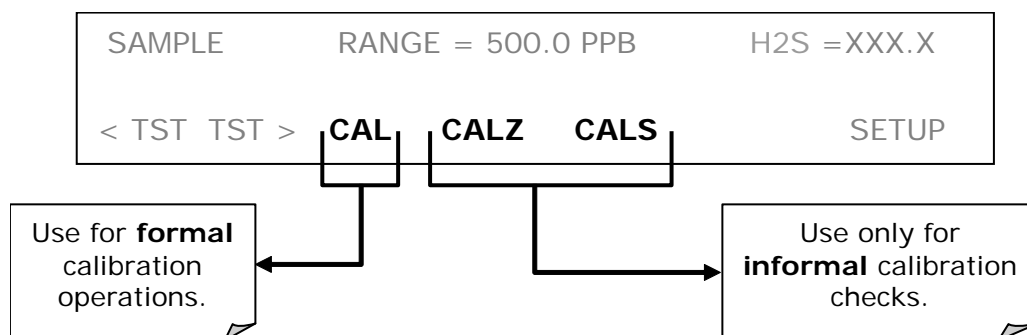 SAMPLE RANGE = 500.0 PPB H2S =XXX.X
< TST TST > CAL CALZ CALS SETUP
Use for formal
calibration
operations.
Use only for
informal calibration
checks.